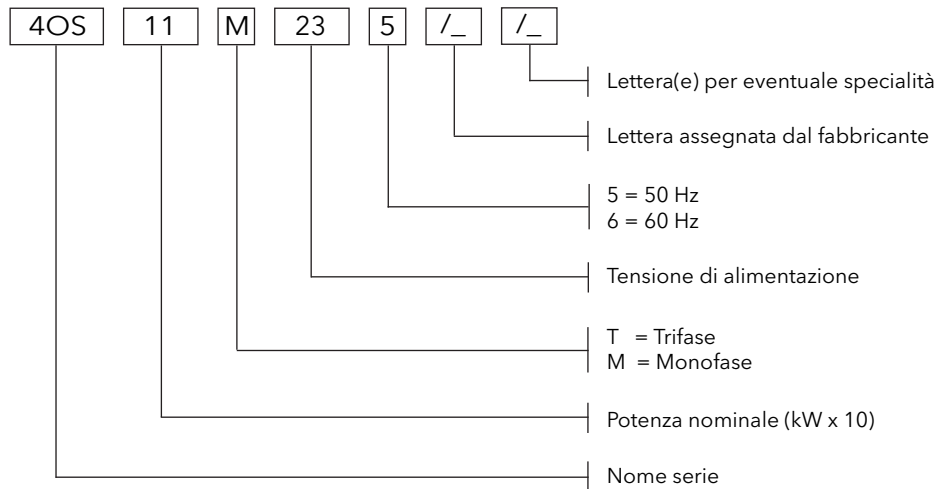 4OS 11 M 23 5 /_ /_
Lettera(e) per eventuale specialità
Lettera assegnata dal fabbricante
5 = 50 Hz
6 = 60 Hz
Tensione di alimentazione
T = Trifase
M = Monofase
Potenza nominale (kW x 10)
Nome serie